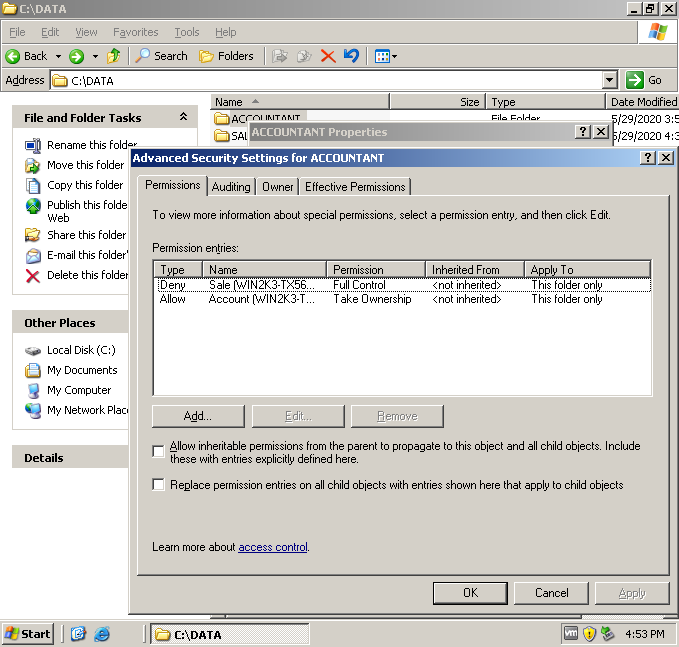 C:\DATA
File Edit View Favorites Tools Help
Back Search Folders
Address C:\DATA Go
File and Folder Tasks
Rename this folder
Move this folder
Copy this folder
Publish this folde
Web
Share this folder
E-mail this folder'
Delete this folder
Other Places
Local Disk (C:)
My Documents
My Computer
My Network Plac
Details
Name Size Type Date Modified
ACCOUNTANT File Folder 5/29/2020 3:5
SAL 5/29/2020 4:3
ACCOUNTANT Properties
Advanced Security Settings for ACCOUNTANT
Permissions Auditing Owner Effective Permissions
To view more information about special permissions, select a permission entry, and then click Edit.
Permission entries:
Type Name Permission Inherited From Apply To
Deny Sale (WIN2K3-TX56... Full Control <not inherited> This folder only
Allow Account (WIN2K3-T... Take Ownership <not inherited> This folder only
Add... Edit... Remove
Allow inheritable permissions from the parent to propagate to this object and all child objects. Include
these with entries explicitly defined here.
Replace permission entries on all child objects with entries shown here that apply to child objects
Learn more about access control.
OK Cancel Apply
Start C:\DATA vm 4:53 PM